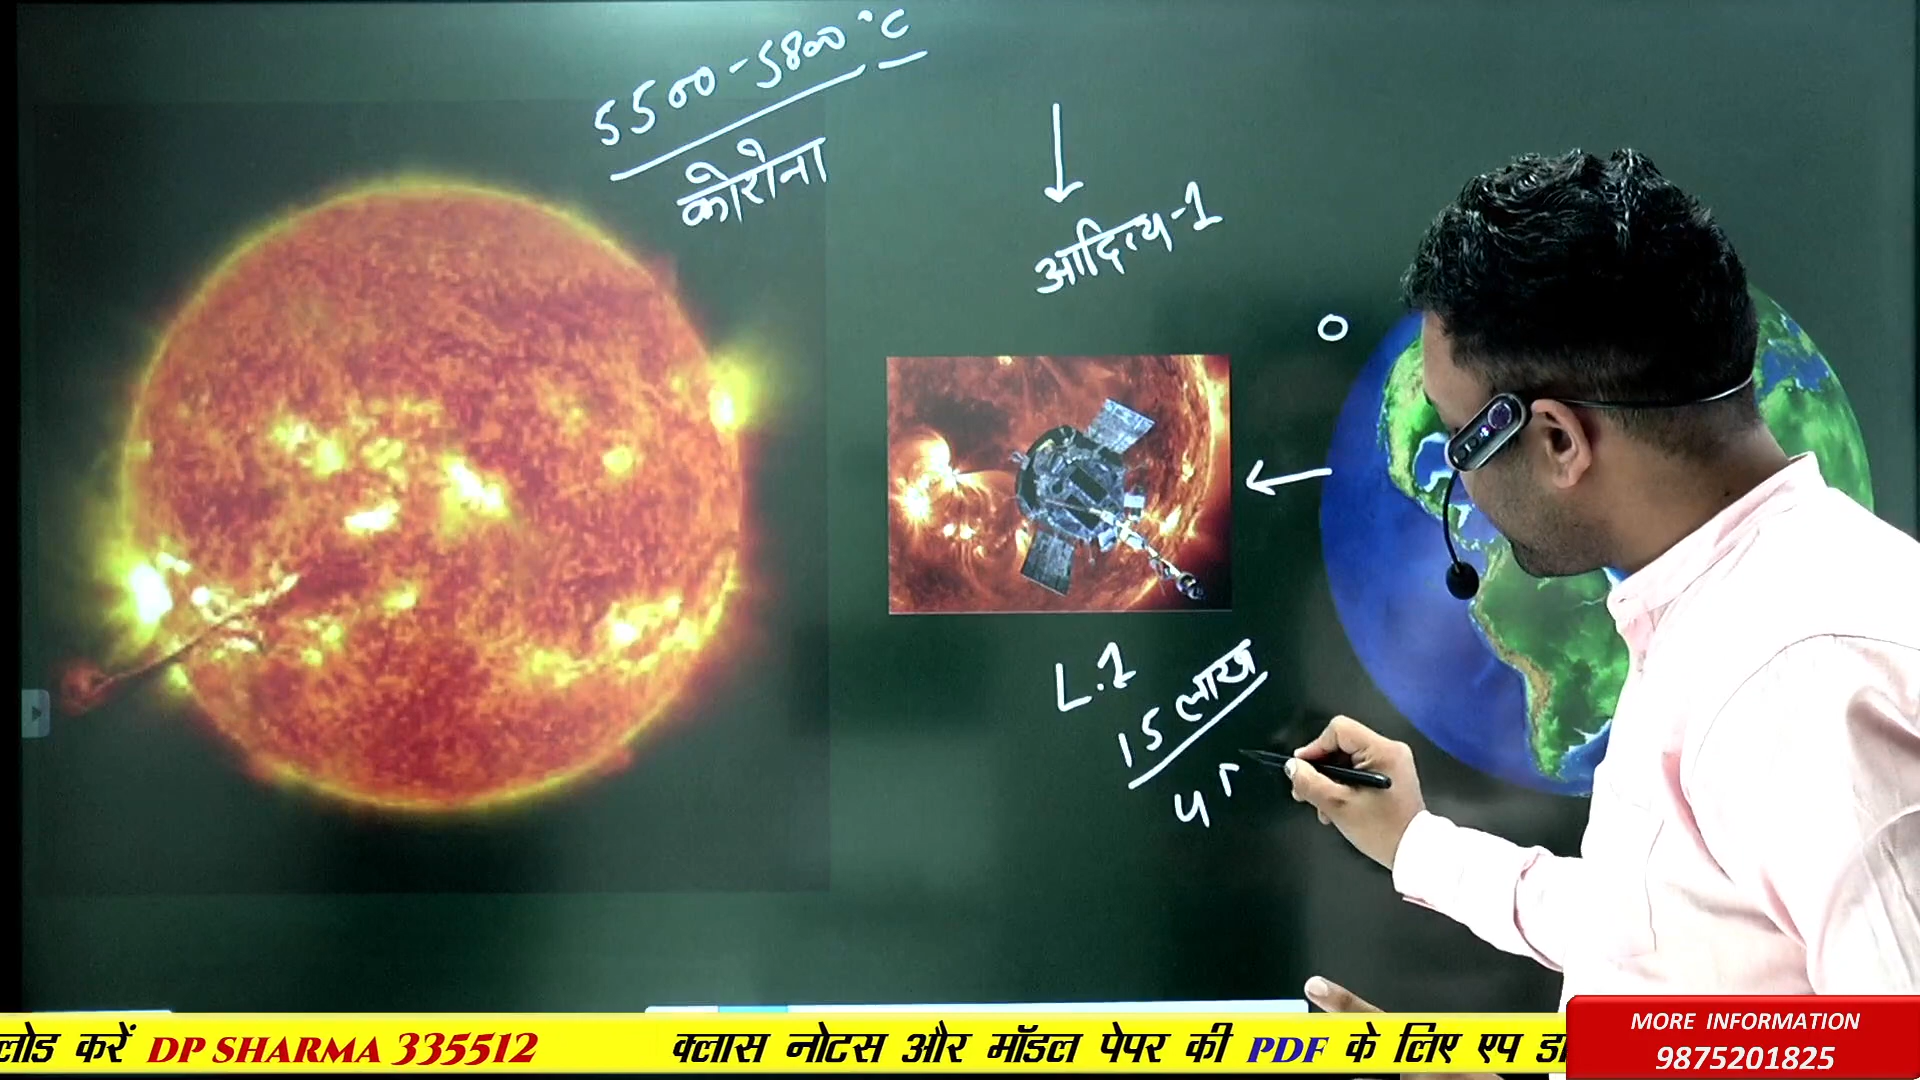 5500-5800°C
कोरोना
आदित्य-1
L.1
15 लाख
लोड करें DP SHARMA 335512 क्लास नोटस और मॉडल पेपर की PDF के लिए एप डा
MORE INFORMATION
9875201825